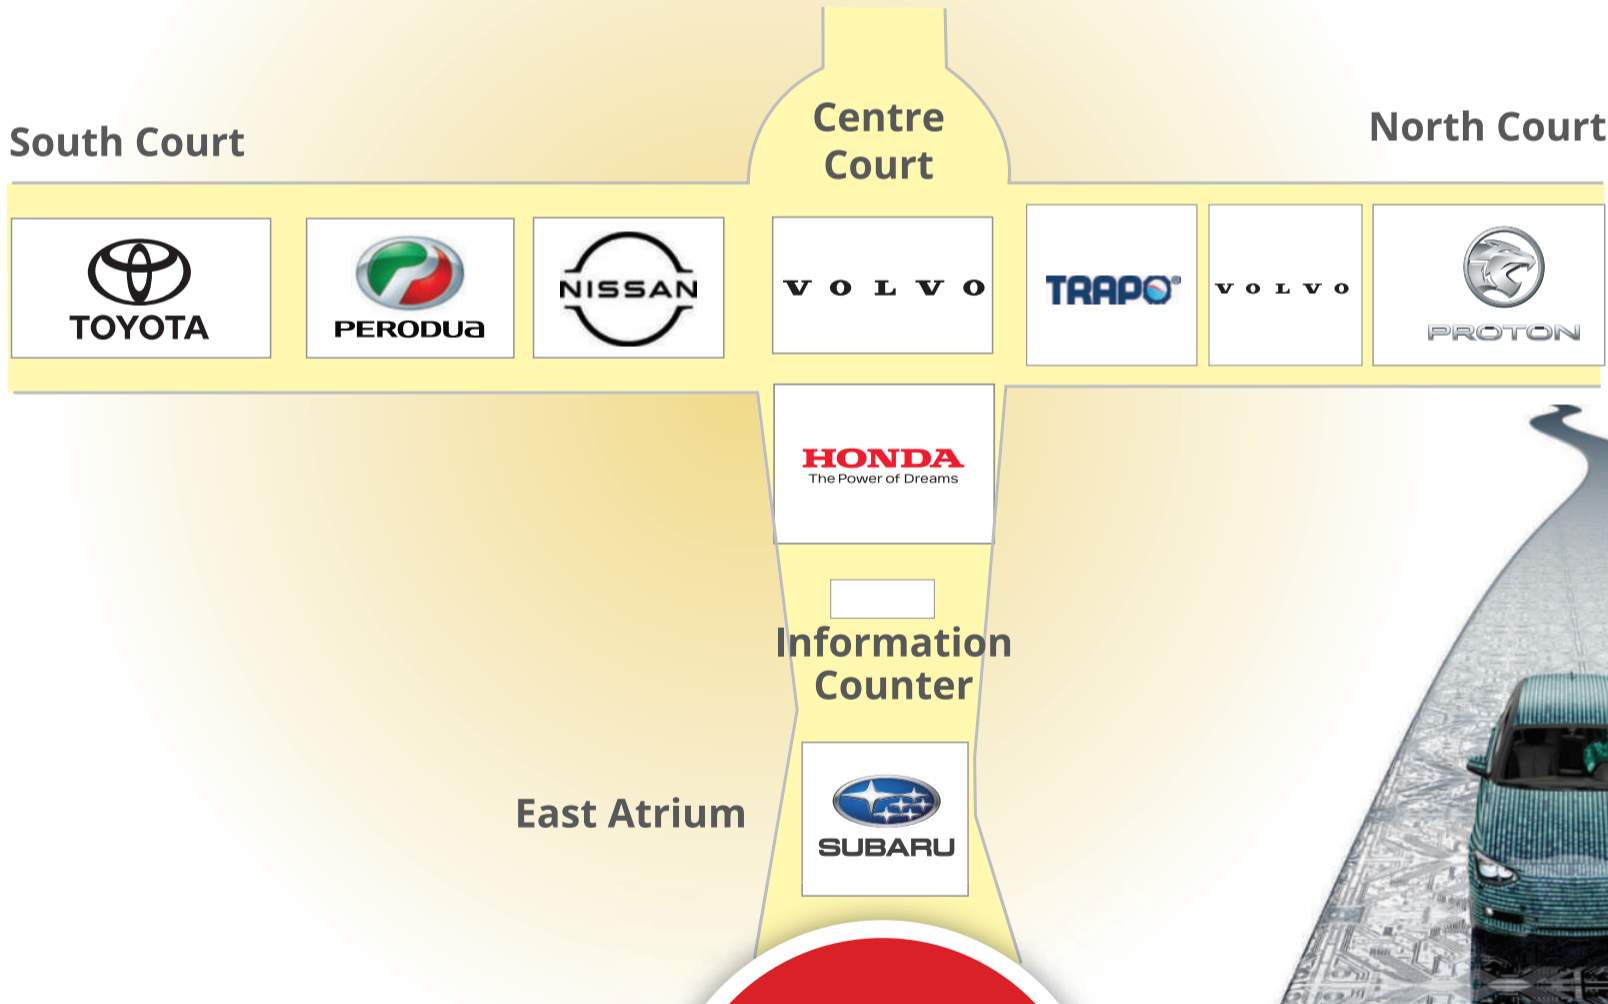 Centre
Court
South Court
North Court
TOYOTA
PERODUa
NISSAN
VOLVO
TRAPO®
VOLVO
PROTON
HONDA
The Power of Dreams
Information
Counter
East Atrium
SUBARU